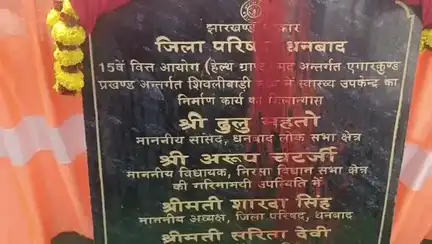 झारखण्ड सरकार
जिला परिषद, धनबाद
15वें वित्त आयोग (हेल्थ ग्रांट) मद अन्तर्गत एगारकुण्ड
प्रखण्ड अन्तर्गत शिवलीबाड़ी में स्वास्थ्य उपकेन्द्र का
निर्माण कार्य का शिलान्यास
श्री ढुलु महतो
माननीय सांसद, धनबाद लोक सभा क्षेत्र
श्री अरूप चटर्जी
माननीय विधायक, निरसा विधान सभा क्षेत्र
की गरिमामयी उपस्थिति में
श्रीमती शारदा सिंह
माननीय अध्यक्ष, जिला परिषद, धनबाद
श्रीमती सरिता देवी